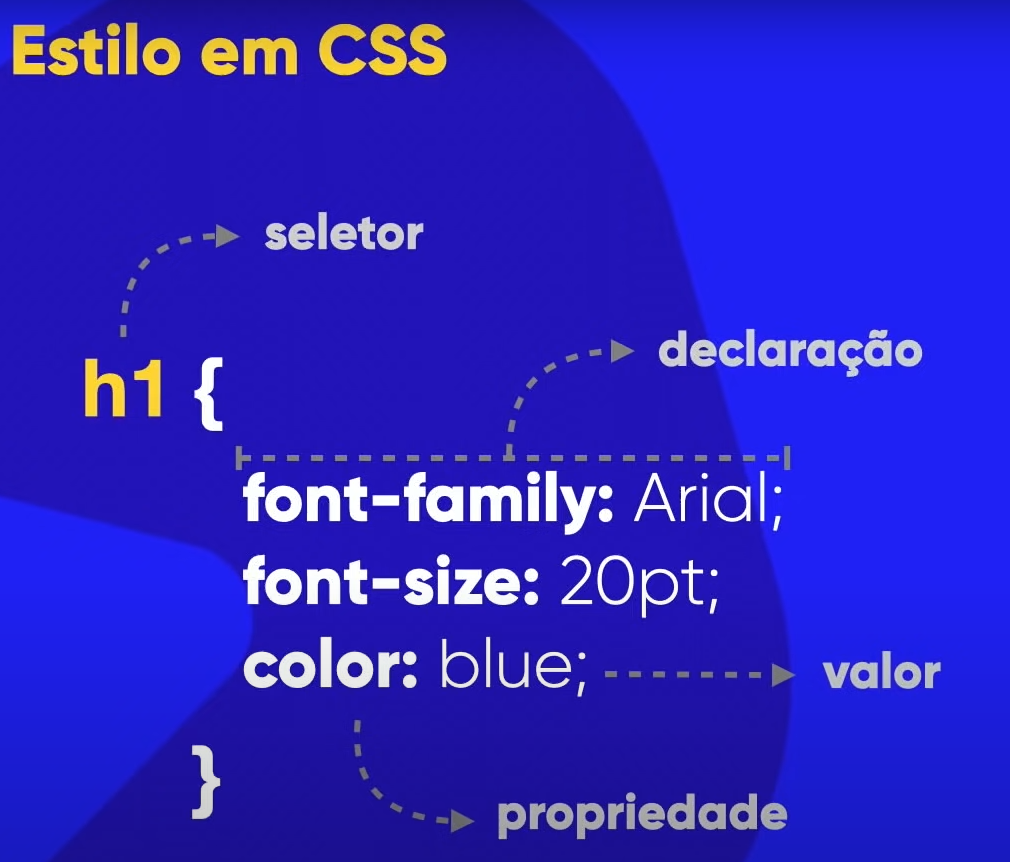 Estilo em CSS
seletor
declaração
h1 {
font-family: Arial;
font-size: 20pt;
color: blue;
valor
}
propriedade